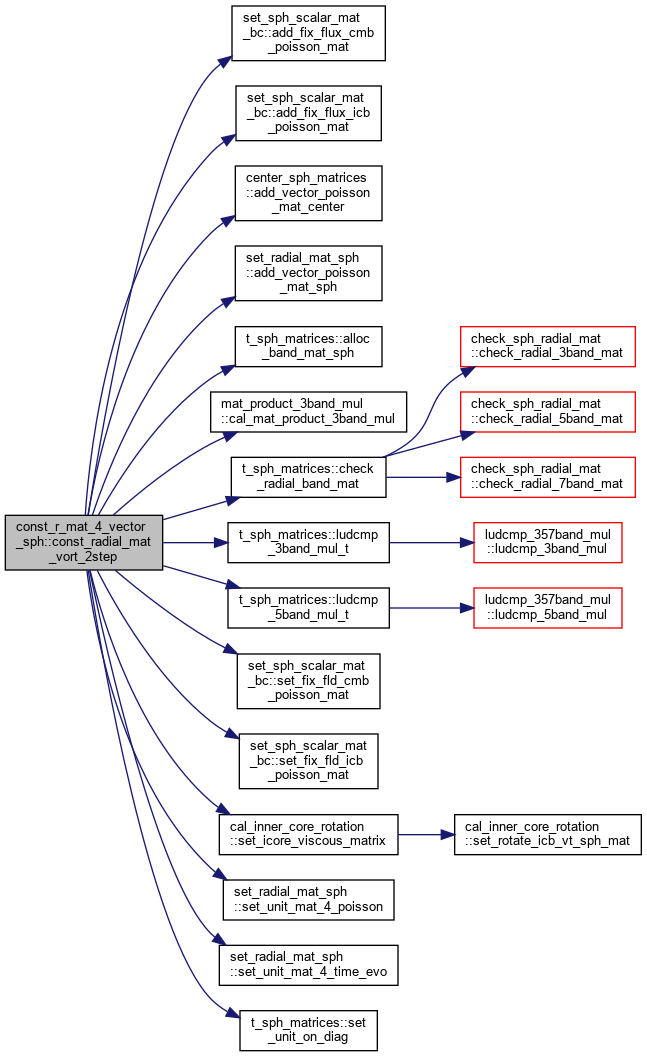 set_sph_scalar_mat
_bc::add_fix_flux_cmb
_poisson_mat
set_sph_scalar_mat
_bc::add_fix_flux_icb
_poisson_mat
center_sph_matrices
::add_vector_poisson
_mat_center
set_radial_mat_sph
::add_vector_poisson
_mat_sph
t_sph_matrices::alloc
_band_mat_sph
check_sph_radial_mat
::check_radial_3band_mat
mat_product_3band_mul
::cal_mat_product_3band_mul
check_sph_radial_mat
::check_radial_5band_mat
t_sph_matrices::check
_radial_band_mat
check_sph_radial_mat
::check_radial_7band_mat
const_r_mat_4_vector
_sph::const_radial_mat
_vort_2step
t_sph_matrices::ludcmp
_3band_mul_t
ludcmp_357band_mul
::ludcmp_3band_mul
t_sph_matrices::ludcmp
_5band_mul_t
ludcmp_357band_mul
::ludcmp_5band_mul
set_sph_scalar_mat
_bc::set_fix_fld_cmb
_poisson_mat
set_sph_scalar_mat
_bc::set_fix_fld_icb
_poisson_mat
cal_inner_core_rotation
::set_icore_viscous_matrix
cal_inner_core_rotation
::set_rotate_icb_vt_sph_mat
set_radial_mat_sph
::set_unit_mat_4_poisson
set_radial_mat_sph
::set_unit_mat_4_time_evo
t_sph_matrices::set
_unit_on_diag